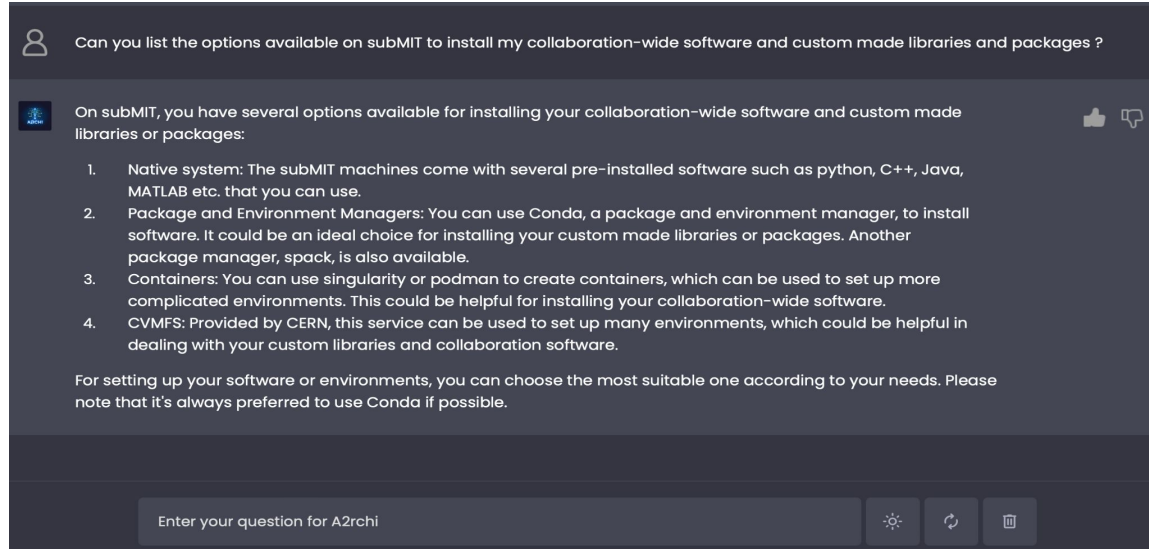 Can you list the options available on subMIT to install my collaboration-wide software and custom made libraries and packages ?
On subMIT, you have several options available for installing your collaboration-wide software and custom made
libraries or packages:
1. Native system: The subMIT machines come with several pre-installed software such as python, C++, Java,
MATLAB etc. that you can use.
2. Package and Environment Managers: You can use Conda, a package and environment manager, to install
software. It could be an ideal choice for installing your custom made libraries or packages. Another
package manager, spack, is also available.
3. Containers: You can use singularity or podman to create containers, which can be used to set up more
complicated environments. This could be helpful for installing your collaboration-wide software.
4. CVMFS: Provided by CERN, this service can be used to set up many environments, which could be helpful in
dealing with your custom libraries and collaboration software.
For setting up your software or environments, you can choose the most suitable one according to your needs. Please
note that it's always preferred to use Conda if possible.
Enter your question for A2rchi